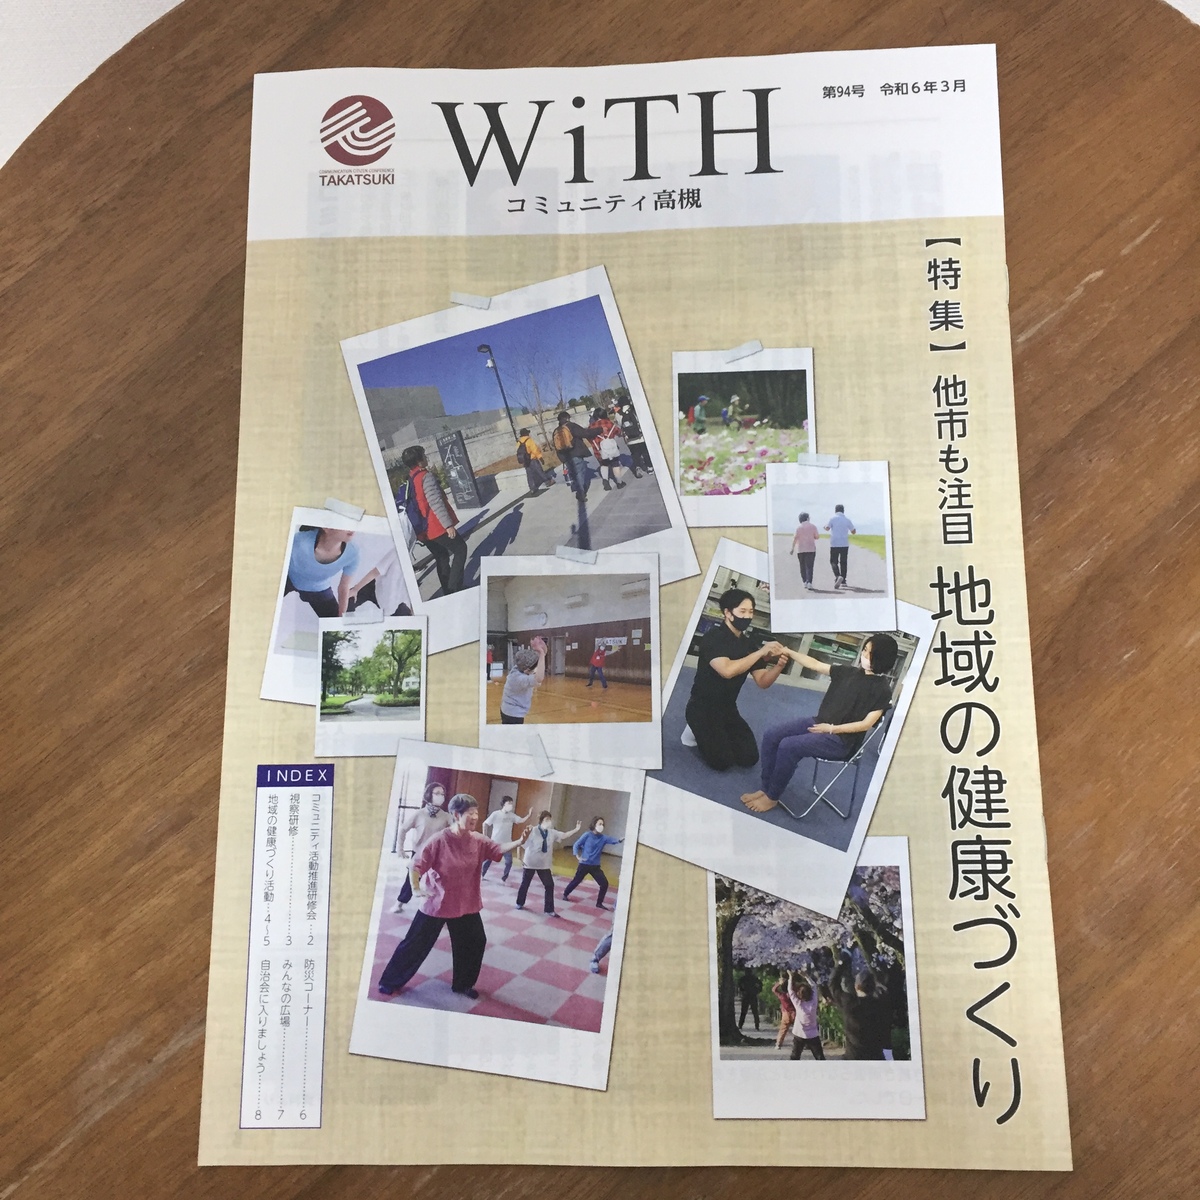 COMMUNICATION CITIZEN CONFERENCE
TAKATSUKI
WiTH
コミュニティ高槻
第94号 令和6年3月
【特集】他市も注目
地域の健康づくり
INDEX
コミュニティ活動推進研修会…2
視察研修……………………3
地域の健康づくり活動…4~5
防災コーナー……………………6
みんなの広場……………………7
自治会に入りましょう………8